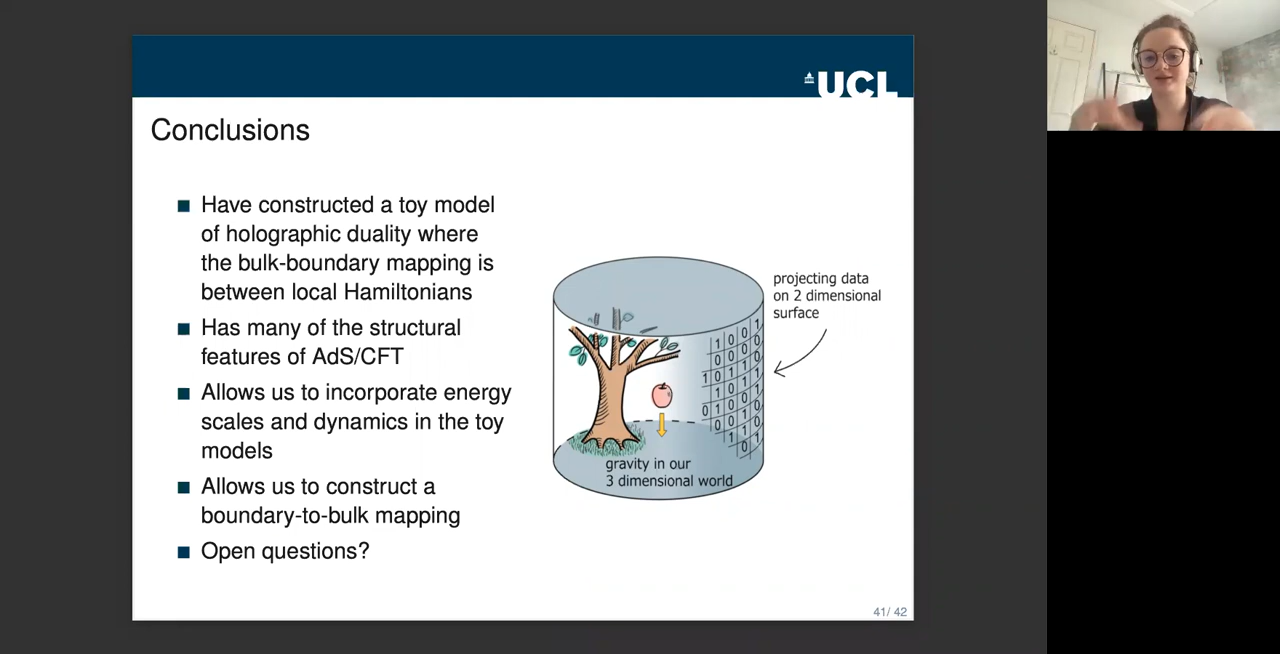 UCL
Conclusions
Have constructed a toy model
of holographic duality where
the bulk-boundary mapping is
between local Hamiltonians
Has many of the structural
features of AdS/CFT
Allows us to incorporate energy
scales and dynamics in the toy
models
Allows us to construct a
boundary-to-bulk mapping
Open questions?
projecting data
on 2 dimensional
surface
gravity in our
3 dimensional world
41/ 42